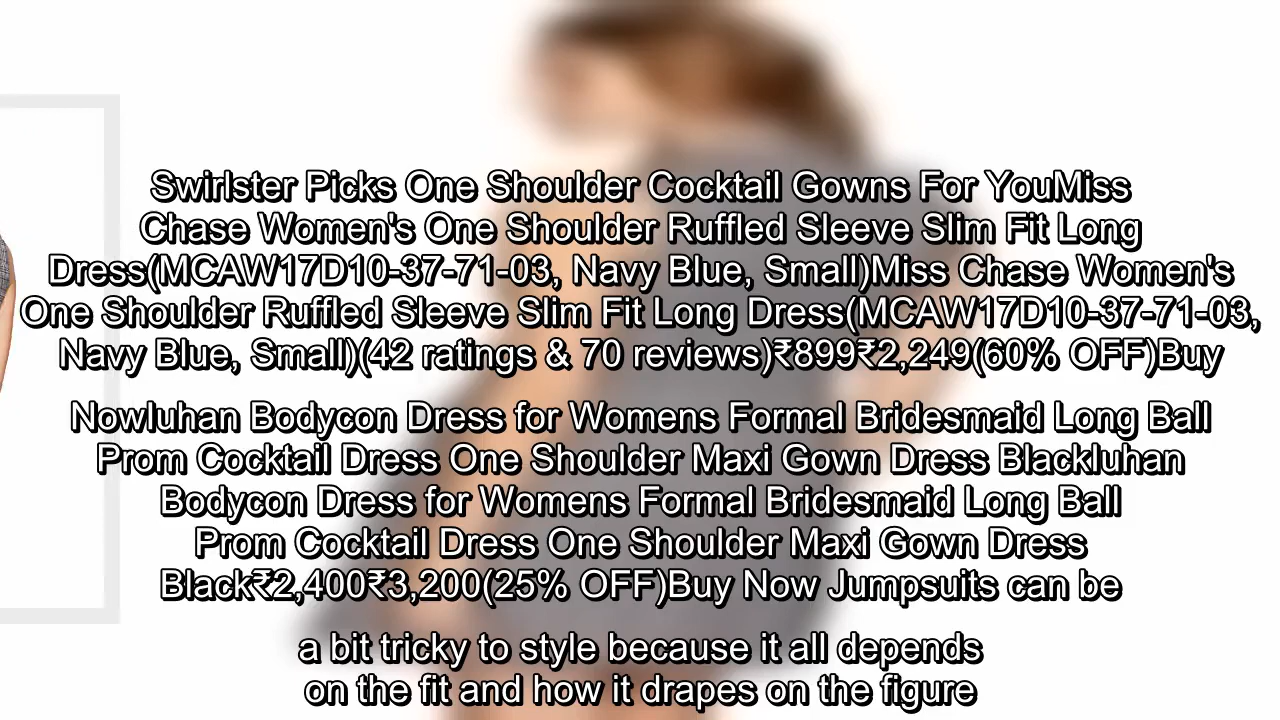 Swirlster Picks One Shoulder Cocktail Gowns For YouMiss
Chase Women's One Shoulder Ruffled Sleeve Slim Fit Long
Dress(MCAW17D10-37-71-03, Navy Blue, Small)Miss Chase Women's
One Shoulder Ruffled Sleeve Slim Fit Long Dress(MCAW17D10-37-71-03,
Navy Blue, Small)(42 ratings & 70 reviews)₹899₹2,249(60% OFF)Buy
Nowluhan Bodycon Dress for Womens Formal Bridesmaid Long Ball
Prom Cocktail Dress One Shoulder Maxi Gown Dress Blackluhan
Bodycon Dress for Womens Formal Bridesmaid Long Ball
Prom Cocktail Dress One Shoulder Maxi Gown Dress
Black₹2,400₹3,200(25% OFF)Buy Now Jumpsuits can be
a bit tricky to style because it all depends
on the fit and how it drapes on the figure